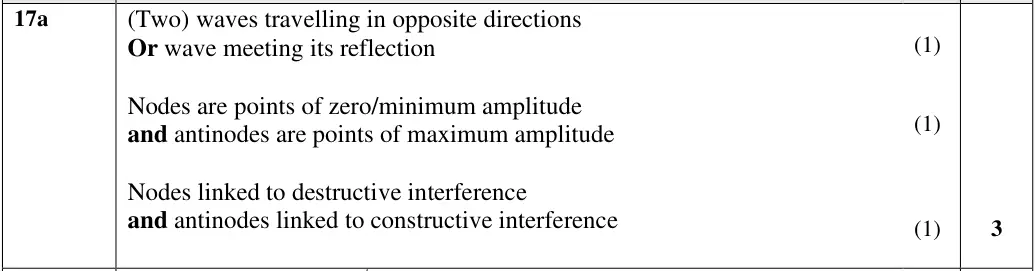 17a
(Two) waves travelling in opposite directions
Or wave meeting its reflection
(1)
Nodes are points of zero/minimum amplitude
and antinodes are points of maximum amplitude
(1)
Nodes linked to destructive interference
and antinodes linked to constructive interference
(1)
3